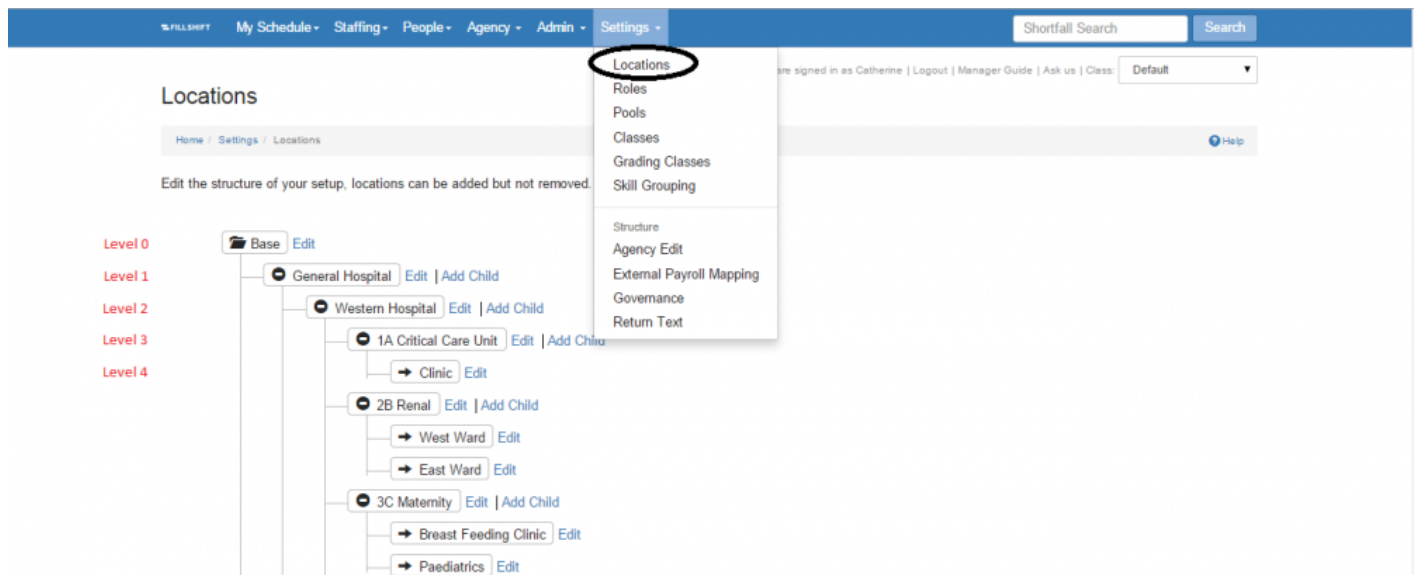 FILLSHIFT My Schedule Staffing People Agency Admin Settings Shortfall Search Search
Locations
are signed in as Catherine | Logout | Manager Guide | Ask us | Class: Default
Roles
Locations
Pools
Home / Settings / Locations
Classes
Help
Grading Classes
Edit the structure of your setup, locations can be added but not removed.
Skill Grouping
Structure
Level 0 Base Edit
Agency Edit
Level 1 General Hospital Edit | Add Child
External Payroll Mapping
Governance
Level 2 Western Hospital Edit | Add Child
Return Text
Level 3 1A Critical Care Unit Edit | Add Child
Level 4 Clinic Edit
2B Renal Edit | Add Child
West Ward Edit
East Ward Edit
3C Maternity Edit | Add Child
Breast Feeding Clinic Edit
Paediatrics Edit